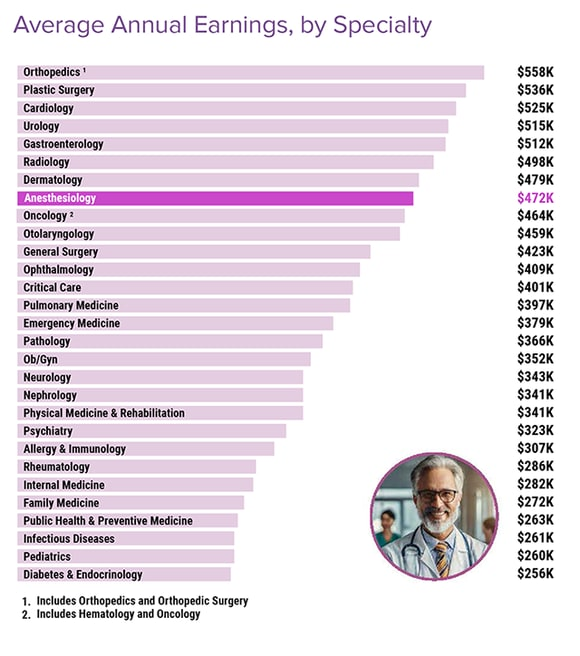 Average Annual Earnings, by Specialty
Orthopedics ¹ $558K
Plastic Surgery $536K
Cardiology $525K
Urology $515K
Gastroenterology $512K
Radiology $498K
Dermatology $479K
Anesthesiology $472K
Oncology ² $464K
Otolaryngology $459K
General Surgery $423K
Ophthalmology $409K
Critical Care $401K
Pulmonary Medicine $397K
Emergency Medicine $379K
Pathology $366K
Ob/Gyn $352K
Neurology $343K
Nephrology $341K
Physical Medicine & Rehabilitation $341K
Psychiatry $323K
Allergy & Immunology $307K
Rheumatology $286K
Internal Medicine $282K
Family Medicine $272K
Public Health & Preventive Medicine $263K
Infectious Diseases $261K
Pediatrics $260K
Diabetes & Endocrinology $256K
1. Includes Orthopedics and Orthopedic Surgery
2. Includes Hematology and Oncology